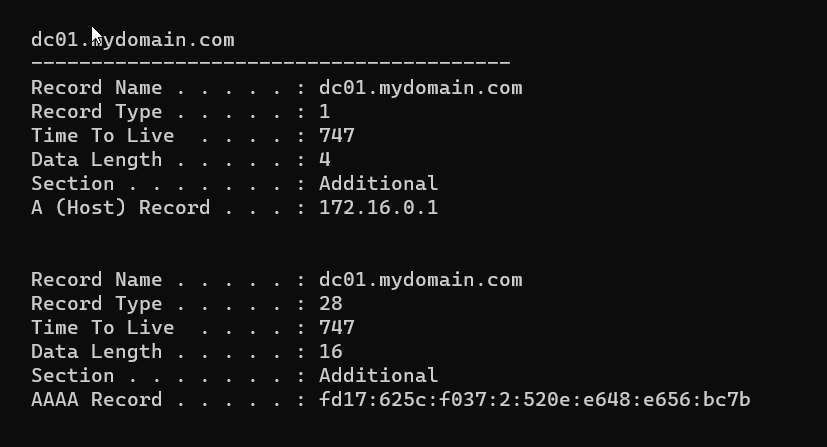 dc01.mydomain.com
----------------------------------------
Record Name . . . . . : dc01.mydomain.com
Record Type . . . . . : 1
Time To Live  . . . . : 747
Data Length . . . . . : 4
Section . . . . . . . : Additional
A (Host) Record . . . : 172.16.0.1
Record Name . . . . . : dc01.mydomain.com
Record Type . . . . . : 28
Time To Live  . . . . : 747
Data Length . . . . . : 16
Section . . . . . . . : Additional
AAAA Record . . . . . : fd17:625c:f037:2:520e:e648:e656:bc7b